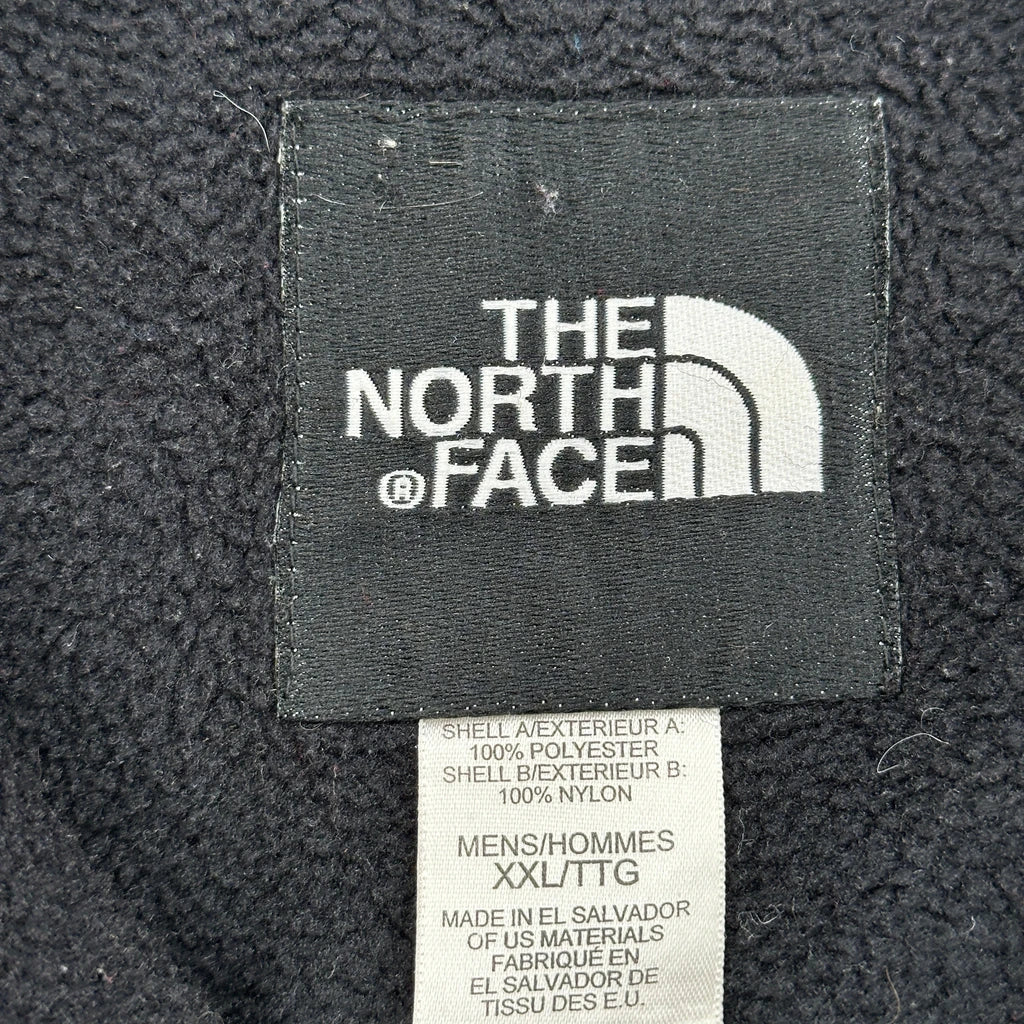 THE
NORTH
®FACE
SHELL A/EXTERIEUR A:
100% POLYESTER
SHELL B/EXTERIEUR B:
100% NYLON
MENS/HOMMES
XXL/TTG
MADE IN EL SALVADOR
OF US MATERIALS
FABRIQUÉ EN
EL SALVADOR DE
TISSU DES E.U.